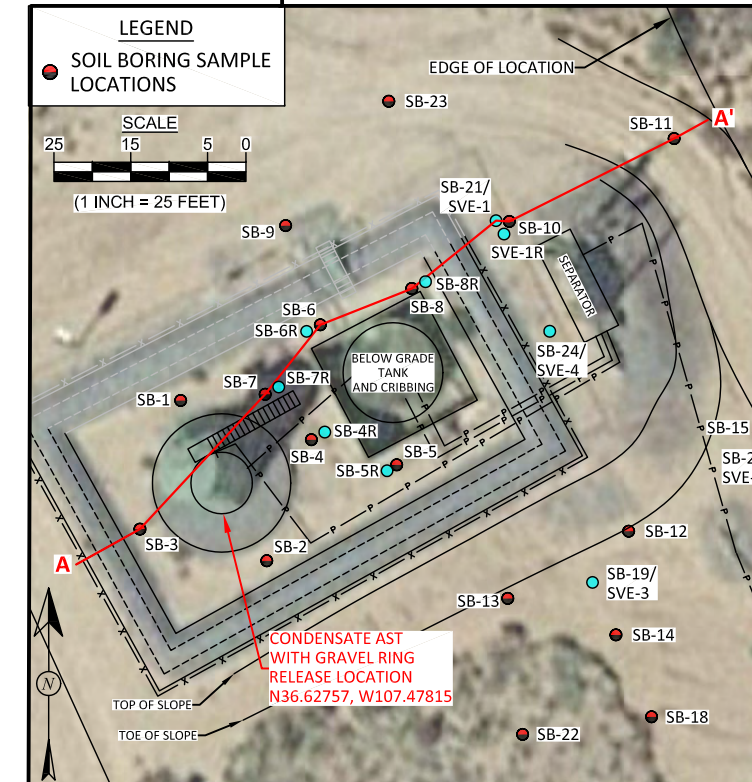 LEGEND
SOIL BORING SAMPLE
LOCATIONS
SCALE
25 15 5 0
(1 INCH = 25 FEET)
EDGE OF LOCATION
SB-23
SB-11
A'
SB-21/
SVE-1
SB-10
SVE-1R
SB-9
SEPARATOR
SB-8R
SB-8
SB-6
SB-6R
SB-24/
SVE-4
BELOW GRADE
TANK
AND CRIBBING
SB-7
SB-7R
SB-1
SB-4R
SB-4
SB-5
SB-5R
SB-15
SB-2
SVE-
SB-3
SB-2
A
SB-12
SB-19/
SVE-3
SB-13
SB-14
CONDENSATE AST
WITH GRAVEL RING
RELEASE LOCATION
N36.62757, W107.47815
N
TOP OF SLOPE
TOE OF SLOPE
SB-18
SB-22